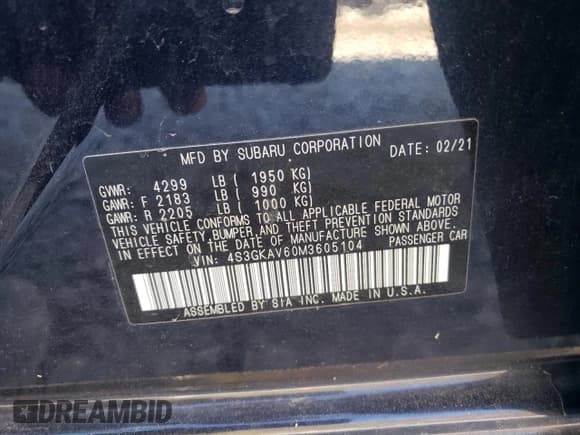 MFD BY SUBARU CORPORATION
DATE: 02/21
GVWR: 4299 LB ( 1950 KG)
GAWR: F 2183 LB ( 990 KG)
GAWR: R 2205 LB ( 1000 KG)
THIS VEHICLE CONFORMS TO ALL APPLICABLE FEDERAL MOTOR
VEHICLE SAFETY, BUMPER, AND THEFT PREVENTION STANDARDS
IN EFFECT ON THE DATE OF MANUFACTURE SHOWN ABOVE.
VIN: 4S3GKAV60M3605104 PASSENGER CAR
ASSEMBLED BY SIA INC. MADE IN U.S.A.
DREAMBID